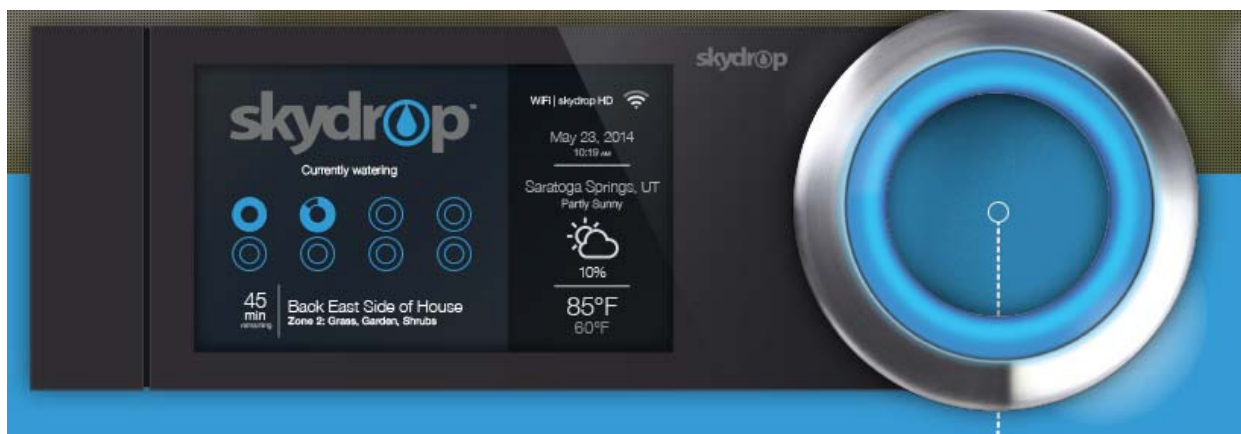 skydrop
skydrop™
Currently watering
45
min
remaining
Back East Side of House
Zone 2: Grass, Garden, Shrubs
WiFi | skydrop HD
May 23, 2014
10:19 AM
Saratoga Springs, UT
Partly Sunny
10%
85°F
60°F